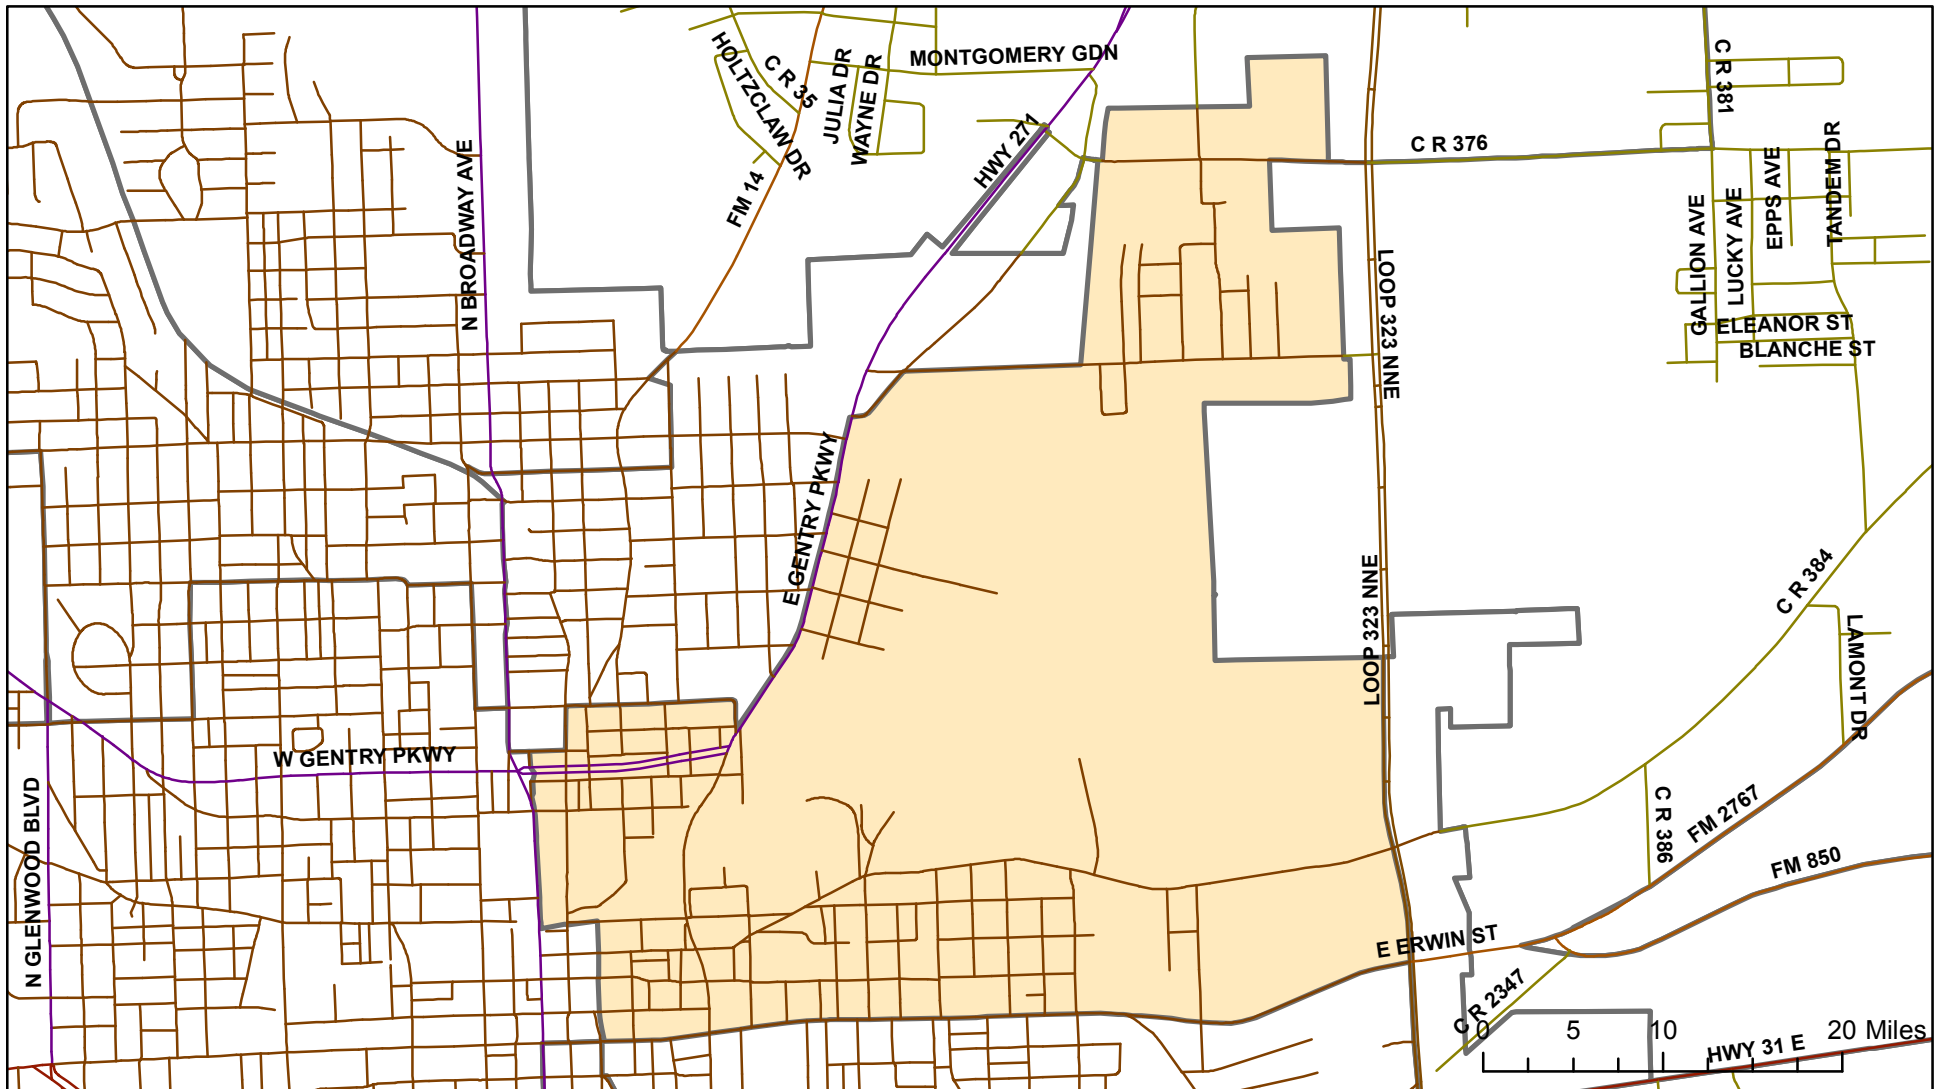 MONTGOMERY GDN
HOLTZCLAW DR
C R 35
JULIA DR
WAYNE DR
C R 381
HWY 271
C R 376
FM 14
N BROADWAY AVE
GALLION AVE
LUCKY AVE
EPPS AVE
TANDEM DR
LOOP 323 NNE
ELEANOR ST
BLANCHE ST
E GENTRY PKWY
LOOP 323 NNE
C R 384
LAMONT DR
W GENTRY PKWY
N GLENWOOD BLVD
C R 386
FM 2767
FM 850
E ERWIN ST
C R 2347
0 5 10 20 Miles
HWY 31 E